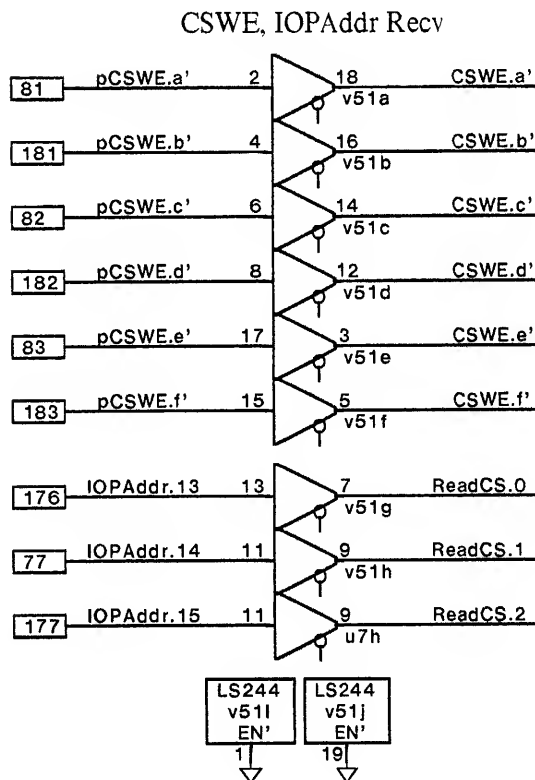 CSWE, IOPAddr Recv
81 pCSWE.a' 2 18 CSWE.a'
v51a
181 pCSWE.b' 4 16 CSWE.b'
v51b
82 pCSWE.c' 6 14 CSWE.c'
v51c
182 pCSWE.d' 8 12 CSWE.d'
v51d
83 pCSWE.e' 17 3 CSWE.e'
v51e
183 pCSWE.f' 15 5 CSWE.f'
v51f
176 IOPAddr.13 13 7 ReadCS.0
v51g
77 IOPAddr.14 11 9 ReadCS.1
v51h
177 IOPAddr.15 11 9 ReadCS.2
u7h
LS244 LS244
v51I v51j
EN' EN'
1 19